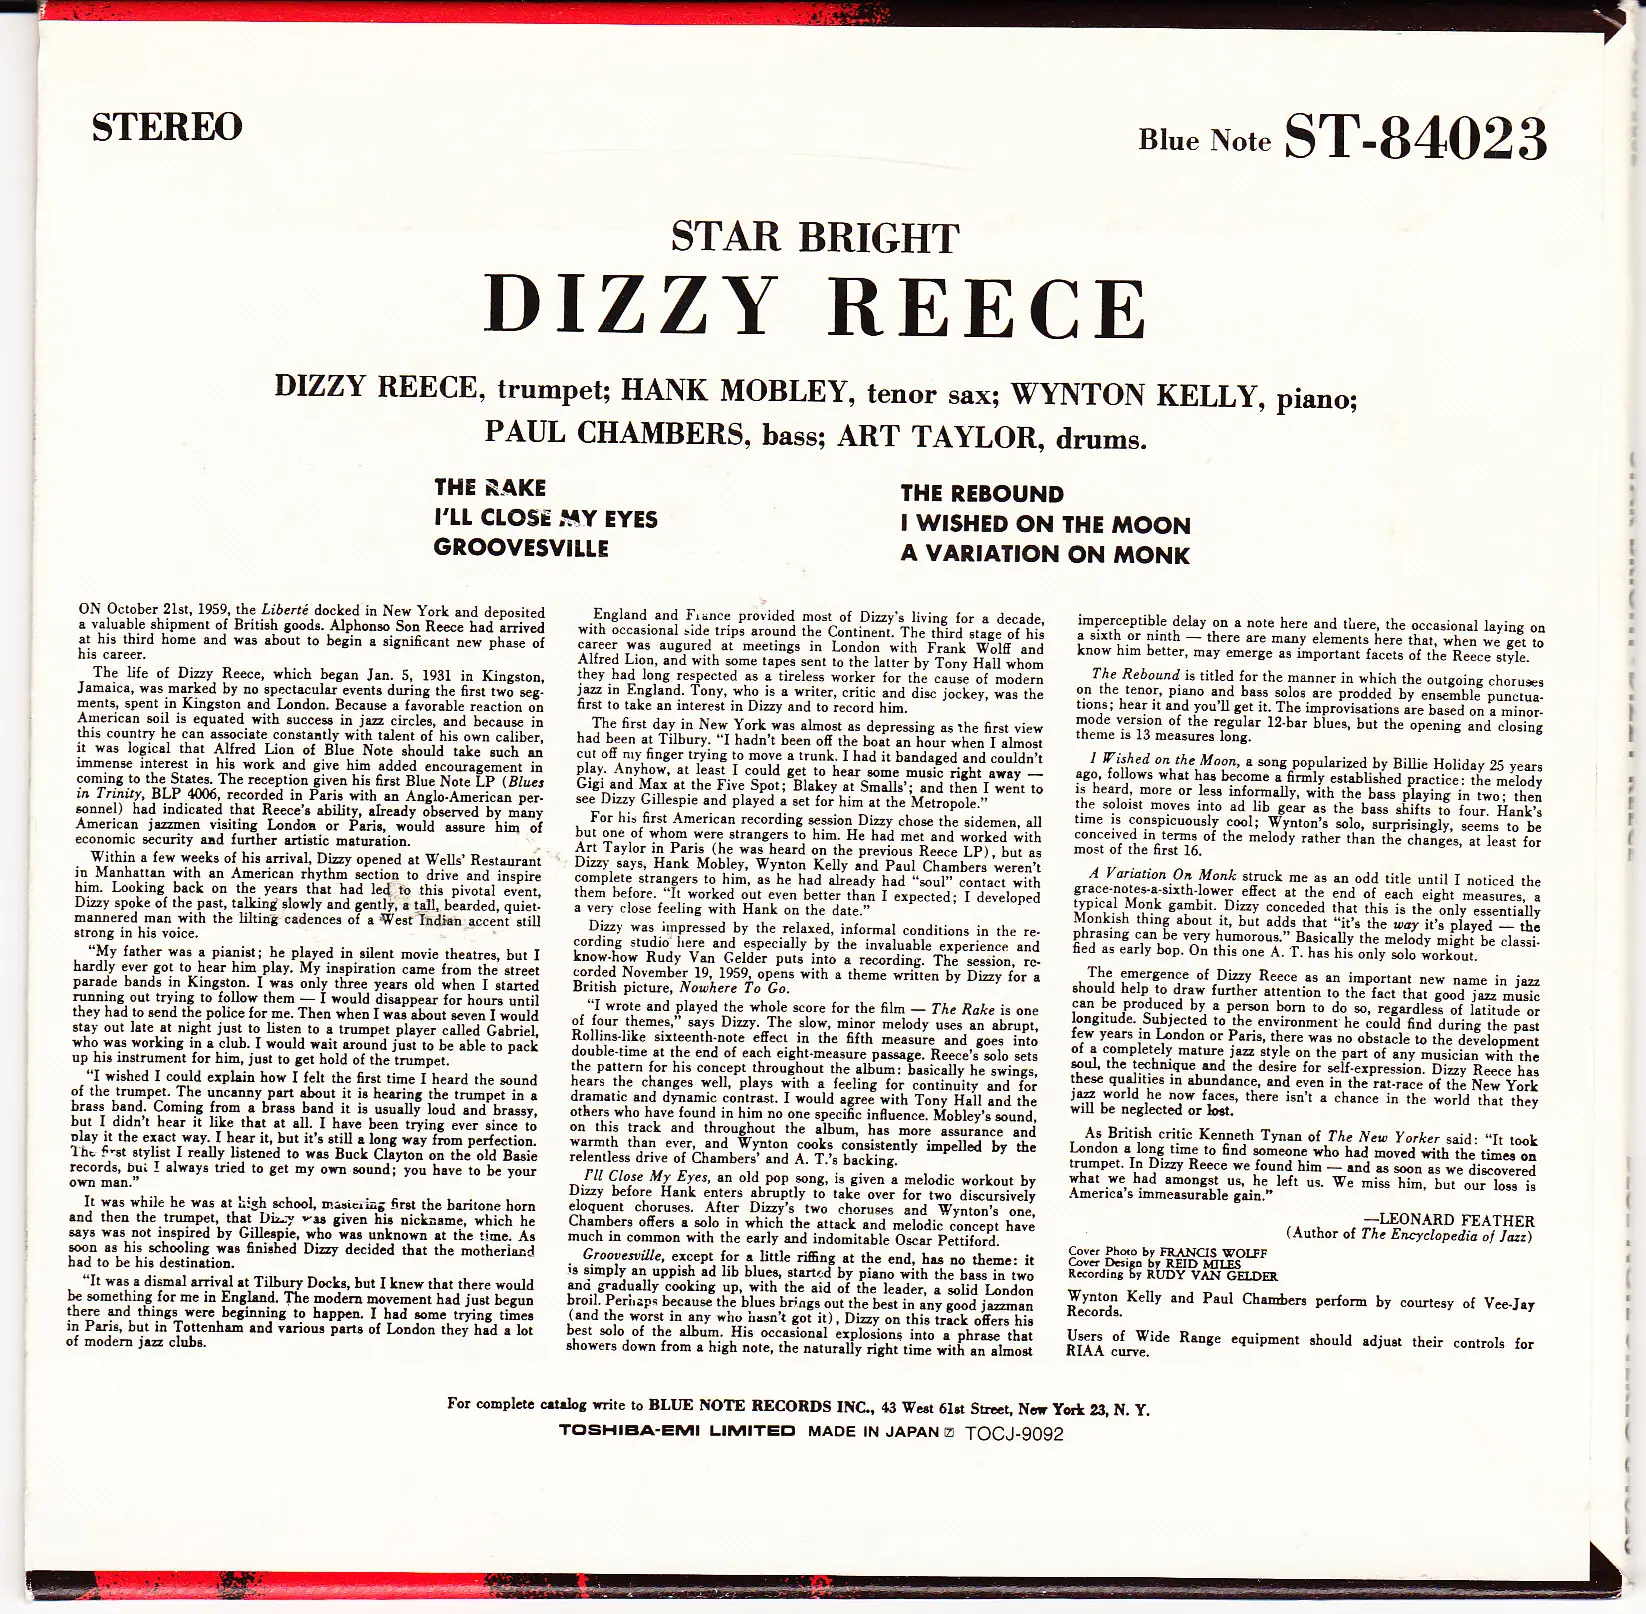 STEREO
Blue Note ST-84023
STAR BRIGHT
DIZZY REECE
DIZZY REECE, trumpet; HANK MOBLEY, tenor sax; WYNTON KELLY, piano;
PAUL CHAMBERS, bass; ART TAYLOR, drums.
THE RAKE
I'LL CLOSE MY EYES
GROOVESVILLE
THE REBOUND
I WISHED ON THE MOON
A VARIATION ON MONK
ON October 21st, 1959, the Liberté docked in New York and deposited
a valuable shipment of British goods. Alphonso Son Reece had arrived
at his third home and was about to begin a significant new phase of
his career.
The life of Dizzy Reece, which began Jan. 5, 1931 in Kingston,
Jamaica, was marked by no spectacular events during the first two seg-
ments, spent in Kingston and London. Because a favorable reaction on
American soil is equated with success in jazz circles, and because in
this country he can associate constantly with talent of his own caliber,
it was logical that Alfred Lion of Blue Note should take such an
immense interest in his work and give him added encouragement in
coming to the States. The reception given his first Blue Note LP (Blues
in Trinity, BLP 4006, recorded in Paris with an Anglo-American per-
sonnel) had indicated that Reece's ability, already observed by many
American jazzmen visiting London or Paris, would assure him of
economic security and further artistic maturation.
Within a few weeks of his arrival, Dizzy opened at Wells' Restaurant
in Manhattan with an American rhythm section to drive and inspire
him. Looking back on the years that had led to this pivotal event,
Dizzy spoke of the past, talking slowly and gently, a tall, bearded, quiet-
mannered man with the lilting cadences of a West Indian accent still
strong in his voice.
"My father was a pianist; he played in silent movie theatres, but I
hardly ever got to hear him play. My inspiration came from the street
parade bands in Kingston. I was only three years old when I started
running out trying to follow them — I would disappear for hours until
they had to send the police for me. Then when I was about seven I would
stay out late at night just to listen to a trumpet player called Gabriel,
who was working in a club. I would wait around just to be able to pack
up his instrument for him, just to get hold of the trumpet.
"I wished I could explain how I felt the first time I heard the sound
of the trumpet. The uncanny part about it is hearing the trumpet in a
brass band. Coming from a brass band it is usually loud and brassy,
but I didn't hear it like that at all. I have been trying ever since to
play it the exact way. I hear it, but it's still a long way from perfection.
The first stylist I really listened to was Buck Clayton on the old Basie
records, but I always tried to get my own sound; you have to be your
own man."
It was while he was at high school, mastering first the baritone horn
and then the trumpet, that Dizzy was given his nickname, which he
says was not inspired by Gillespie, who was unknown at the time. As
soon as his schooling was finished Dizzy decided that the motherland
had to be his destination.
"It was a dismal arrival at Tilbury Docks, but I knew that there would
be something for me in England. The modern movement had just begun
there and things were beginning to happen. I had some trying times
in Paris, but in Tottenham and various parts of London they had a lot
of modern jazz clubs.
England and France provided most of Dizzy's living for a decade,
with occasional side trips around the Continent. The third stage of his
career was augured at meetings in London with Frank Wolff and
Alfred Lion, and with some tapes sent to the latter by Tony Hall whom
they had long respected as a tireless worker for the cause of modern
jazz in England. Tony, who is a writer, critic and disc jockey, was the
first to take an interest in Dizzy and to record him.
The first day in New York was almost as depressing as the first view
had been at Tilbury. "I hadn't been off the boat an hour when I almost
cut off my finger trying to move a trunk. I had it bandaged and couldn't
play. Anyhow, at least I could get to hear some music right away —
Gigi and Max at the Five Spot; Blakey at Smalls'; and then I went to
see Dizzy Gillespie and played a set for him at the Metropole."
For his first American recording session Dizzy chose the sidemen, all
but one of whom were strangers to him. He had met and worked with
Art Taylor in Paris (he was heard on the previous Reece LP), but as
Dizzy says, Hank Mobley, Wynton Kelly and Paul Chambers weren't
complete strangers to him, as he had already had "soul" contact with
them before. "It worked out even better than I expected; I developed
a very close feeling with Hank on the date."
Dizzy was impressed by the relaxed, informal conditions in the re-
cording studio here and especially by the invaluable experience and
know-how Rudy Van Gelder puts into a recording. The session, re-
corded November 19, 1959, opens with a theme written by Dizzy for a
British picture, Nowhere To Go.
"I wrote and played the whole score for the film — The Rake is one
of four themes," says Dizzy. The slow, minor melody uses an abrupt,
Rollins-like sixteenth-note effect in the fifth measure and goes into
double-time at the end of each eight-measure passage. Reece's solo sets
the pattern for his concept throughout the album: basically he swings,
hears the changes well, plays with a feeling for continuity and for
dramatic and dynamic contrast. I would agree with Tony Hall and the
others who have found in him no one specific influence. Mobley's sound,
on this track and throughout the album, has more assurance and
warmth than ever, and Wynton cooks consistently impelled by the
relentless drive of Chambers' and A. T.'s backing.
I'll Close My Eyes, an old pop song, is given a melodic workout by
Dizzy before Hank enters abruptly to take over for two discursively
eloquent choruses. After Dizzy's two choruses and Wynton's one,
Chambers offers a solo in which the attack and melodic concept have
much in common with the early and indomitable Oscar Pettiford.
Groovesville, except for a little riffing at the end, has no theme: it
is simply an uppish ad lib blues, started by piano with the bass in two
and gradually cooking up, with the aid of the leader, a solid London
broil. Perhaps because the blues brings out the best in any good jazzman
(and the worst in any who hasn't got it), Dizzy on this track offers his
best solo of the album. His occasional explosions into a phrase that
showers down from a high note, the naturally right time with an almost
imperceptible delay on a note here and there, the occasional laying on
a sixth or ninth — there are many elements here that, when we get to
know him better, may emerge as important facets of the Reece style.
The Rebound is titled for the manner in which the outgoing choruses
on the tenor, piano and bass solos are prodded by ensemble punctua-
tions; hear it and you'll get it. The improvisations are based on a minor-
mode version of the regular 12-bar blues, but the opening and closing
theme is 13 measures long.
I Wished on the Moon, a song popularized by Billie Holiday 25 years
ago, follows what has become a firmly established practice: the melody
is heard, more or less informally, with the bass playing in two; then
the soloist moves into ad lib gear as the bass shifts to four. Hank's
time is conspicuously cool; Wynton's solo, surprisingly, seems to be
conceived in terms of the melody rather than the changes, at least for
most of the first 16.
A Variation On Monk struck me as an odd title until I noticed the
grace-notes-a-sixth-lower effect at the end of each eight measures, a
typical Monk gambit. Dizzy conceded that this is the only essentially
Monkish thing about it, but adds that "it's the way it's played — the
phrasing can be very humorous." Basically the melody might be classi-
fied as early bop. On this one A. T. has his only solo workout.
The emergence of Dizzy Reece as an important new name in jazz
should help to draw further attention to the fact that good jazz music
can be produced by a person born to do so, regardless of latitude or
longitude. Subjected to the environment he could find during the past
few years in London or Paris, there was no obstacle to the development
of a completely mature jazz style on the part of any musician with the
soul, the technique and the desire for self-expression. Dizzy Reece has
these qualities in abundance, and even in the rat-race of the New York
jazz world he now faces, there isn't a chance in the world that they
will be neglected or lost.
As British critic Kenneth Tynan of The New Yorker said: "It took
London a long time to find someone who had moved with the times on
trumpet. In Dizzy Reece we found him — and as soon as we discovered
what we had amongst us, he left us. We miss him, but our loss is
America's immeasurable gain."
—LEONARD FEATHER
(Author of The Encyclopedia of Jazz)
Cover Photo by FRANCIS WOLFF
Cover Design by REID MILES
Recording by RUDY VAN GELDER
Wynton Kelly and Paul Chambers perform by courtesy of Vee-Jay
Records.
Users of Wide Range equipment should adjust their controls for
RIAA curve.
For complete catalog write to BLUE NOTE RECORDS INC., 43 West 61st Street, New York 23, N. Y.
TOSHIBA-EMI LIMITED MADE IN JAPAN Ⓩ TOCJ-9092